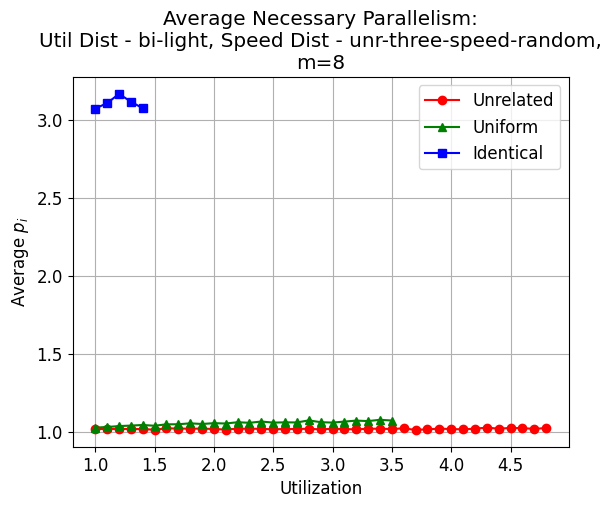 Average Necessary Parallelism:
Util Dist - bi-light, Speed Dist - unr-three-speed-random,
m=8
Unrelated
Uniform
Identical
Average $p_i$
3.0
2.5
2.0
1.5
1.0
1.0 1.5 2.0 2.5 3.0 3.5 4.0 4.5
Utilization